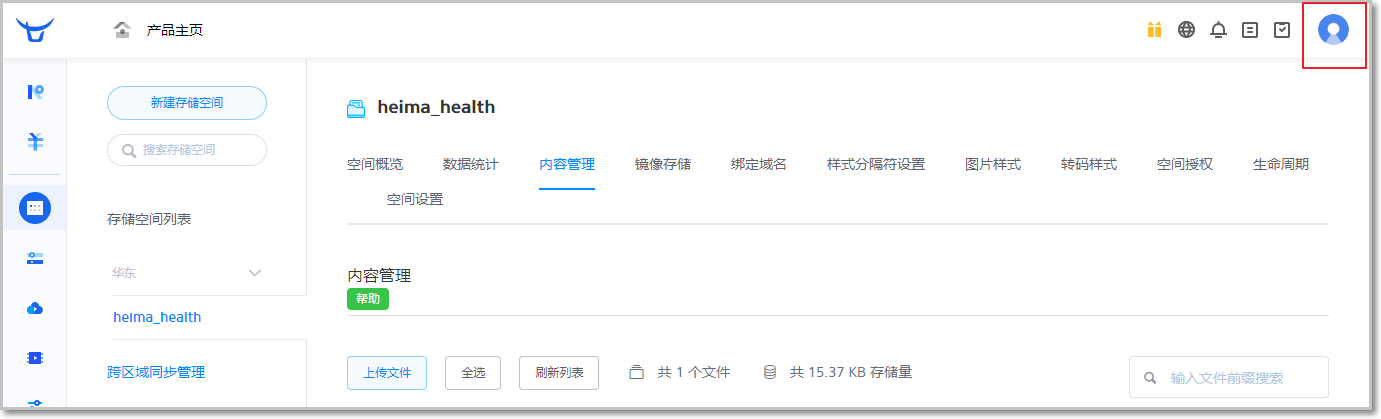 产品主页
新建存储空间
搜索存储空间
存储空间列表
华东
heima_health
跨区域同步管理
heima_health
空间概览 数据统计 内容管理 镜像存储 绑定域名 样式分隔符设置 图片样式 转码样式 空间授权 生命周期
空间设置
内容管理
帮助
上传文件 全选 刷新列表 共 1 个文件 共 15.37 KB 存储量 输入文件前缀搜索